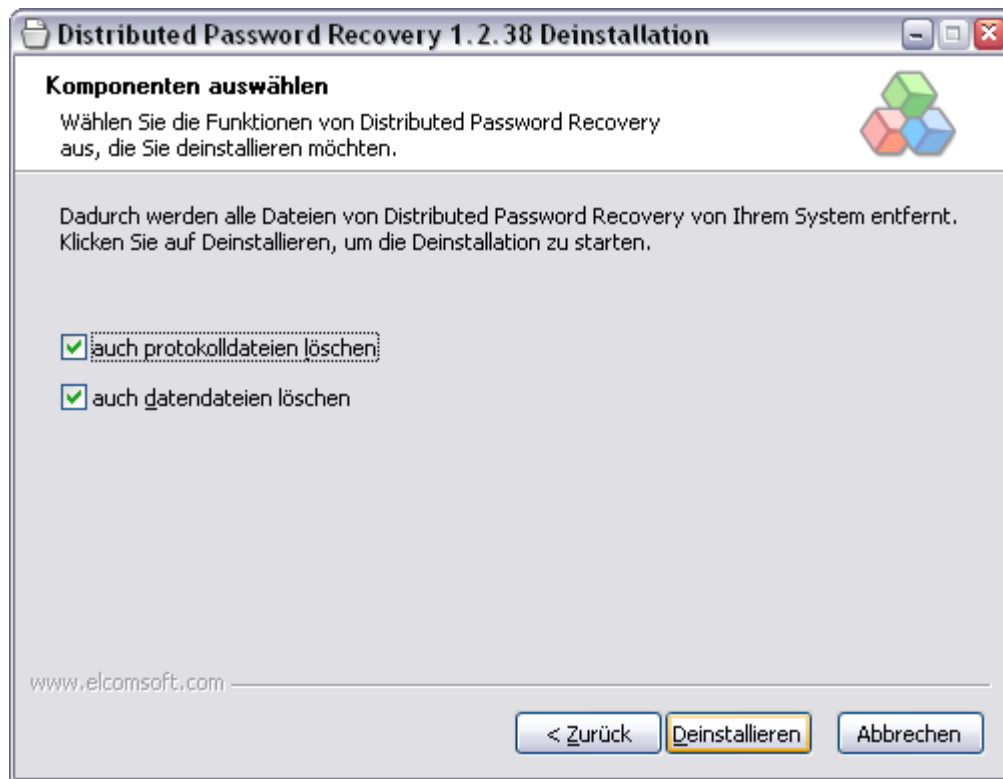 Distributed Password Recovery 1.2.38 Deinstallation
Komponenten auswählen
Wählen Sie die Funktionen von Distributed Password Recovery
aus, die Sie deinstallieren möchten.
Dadurch werden alle Dateien von Distributed Password Recovery von Ihrem System entfernt.
Klicken Sie auf Deinstallieren, um die Deinstallation zu starten.
auch protokolldateien löschen
auch datendateien löschen
www.elcomsoft.com
< Zurück
Deinstallieren
Abbrechen